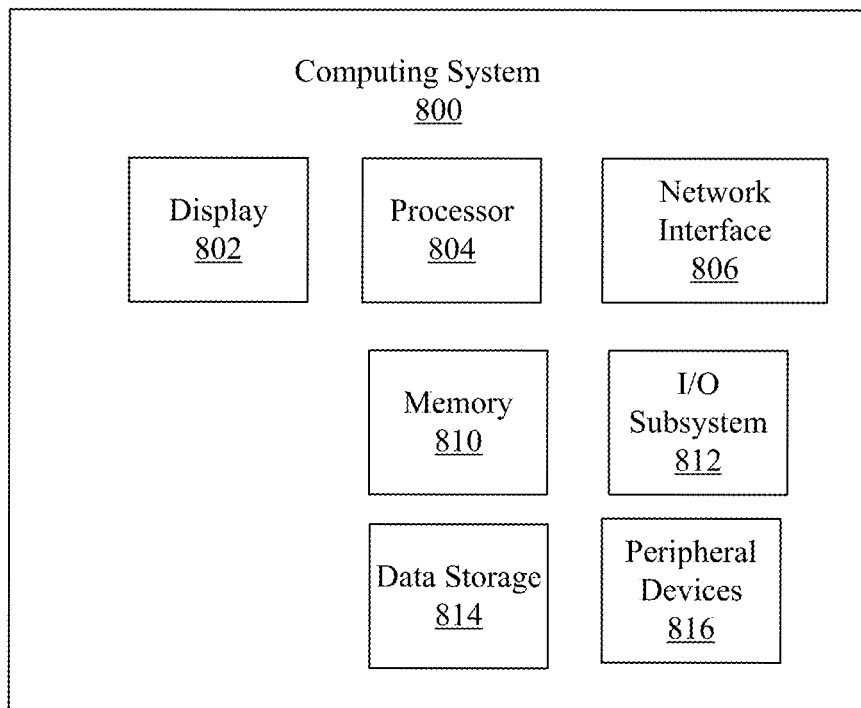 Computing System
800
Display
802
Processor
804
Network
Interface
806
Memory
810
I/O
Subsystem
812
Data Storage
814
Peripheral
Devices
816